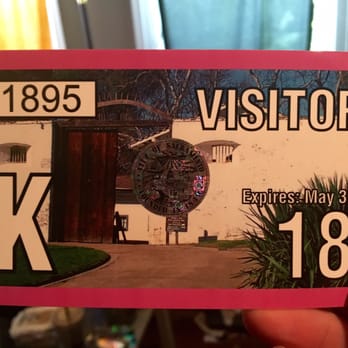 1895
VISITOR
K
Expires: May 3
18